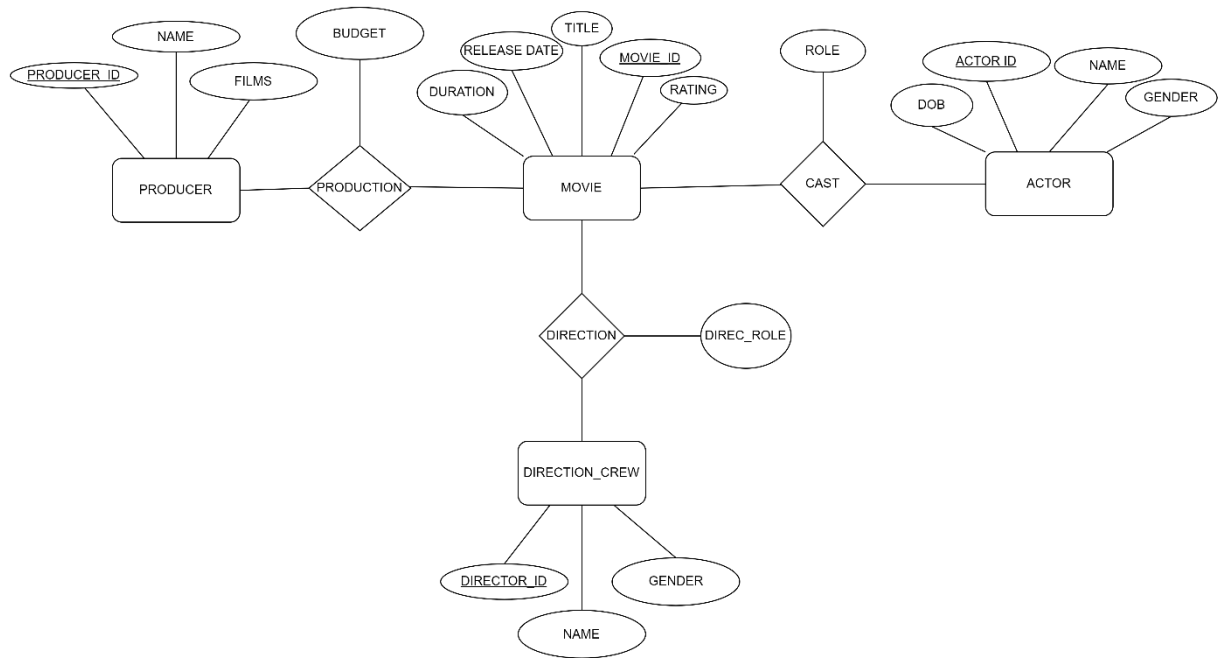 NAME
BUDGET
TITLE
RELEASE DATE
MOVIE_ID
ROLE
ACTOR ID
NAME
PRODUCER_ID
FILMS
DURATION
RATING
DOB
GENDER
PRODUCER
PRODUCTION
MOVIE
CAST
ACTOR
DIRECTION
DIREC_ROLE
DIRECTION_CREW
DIRECTOR_ID
GENDER
NAME